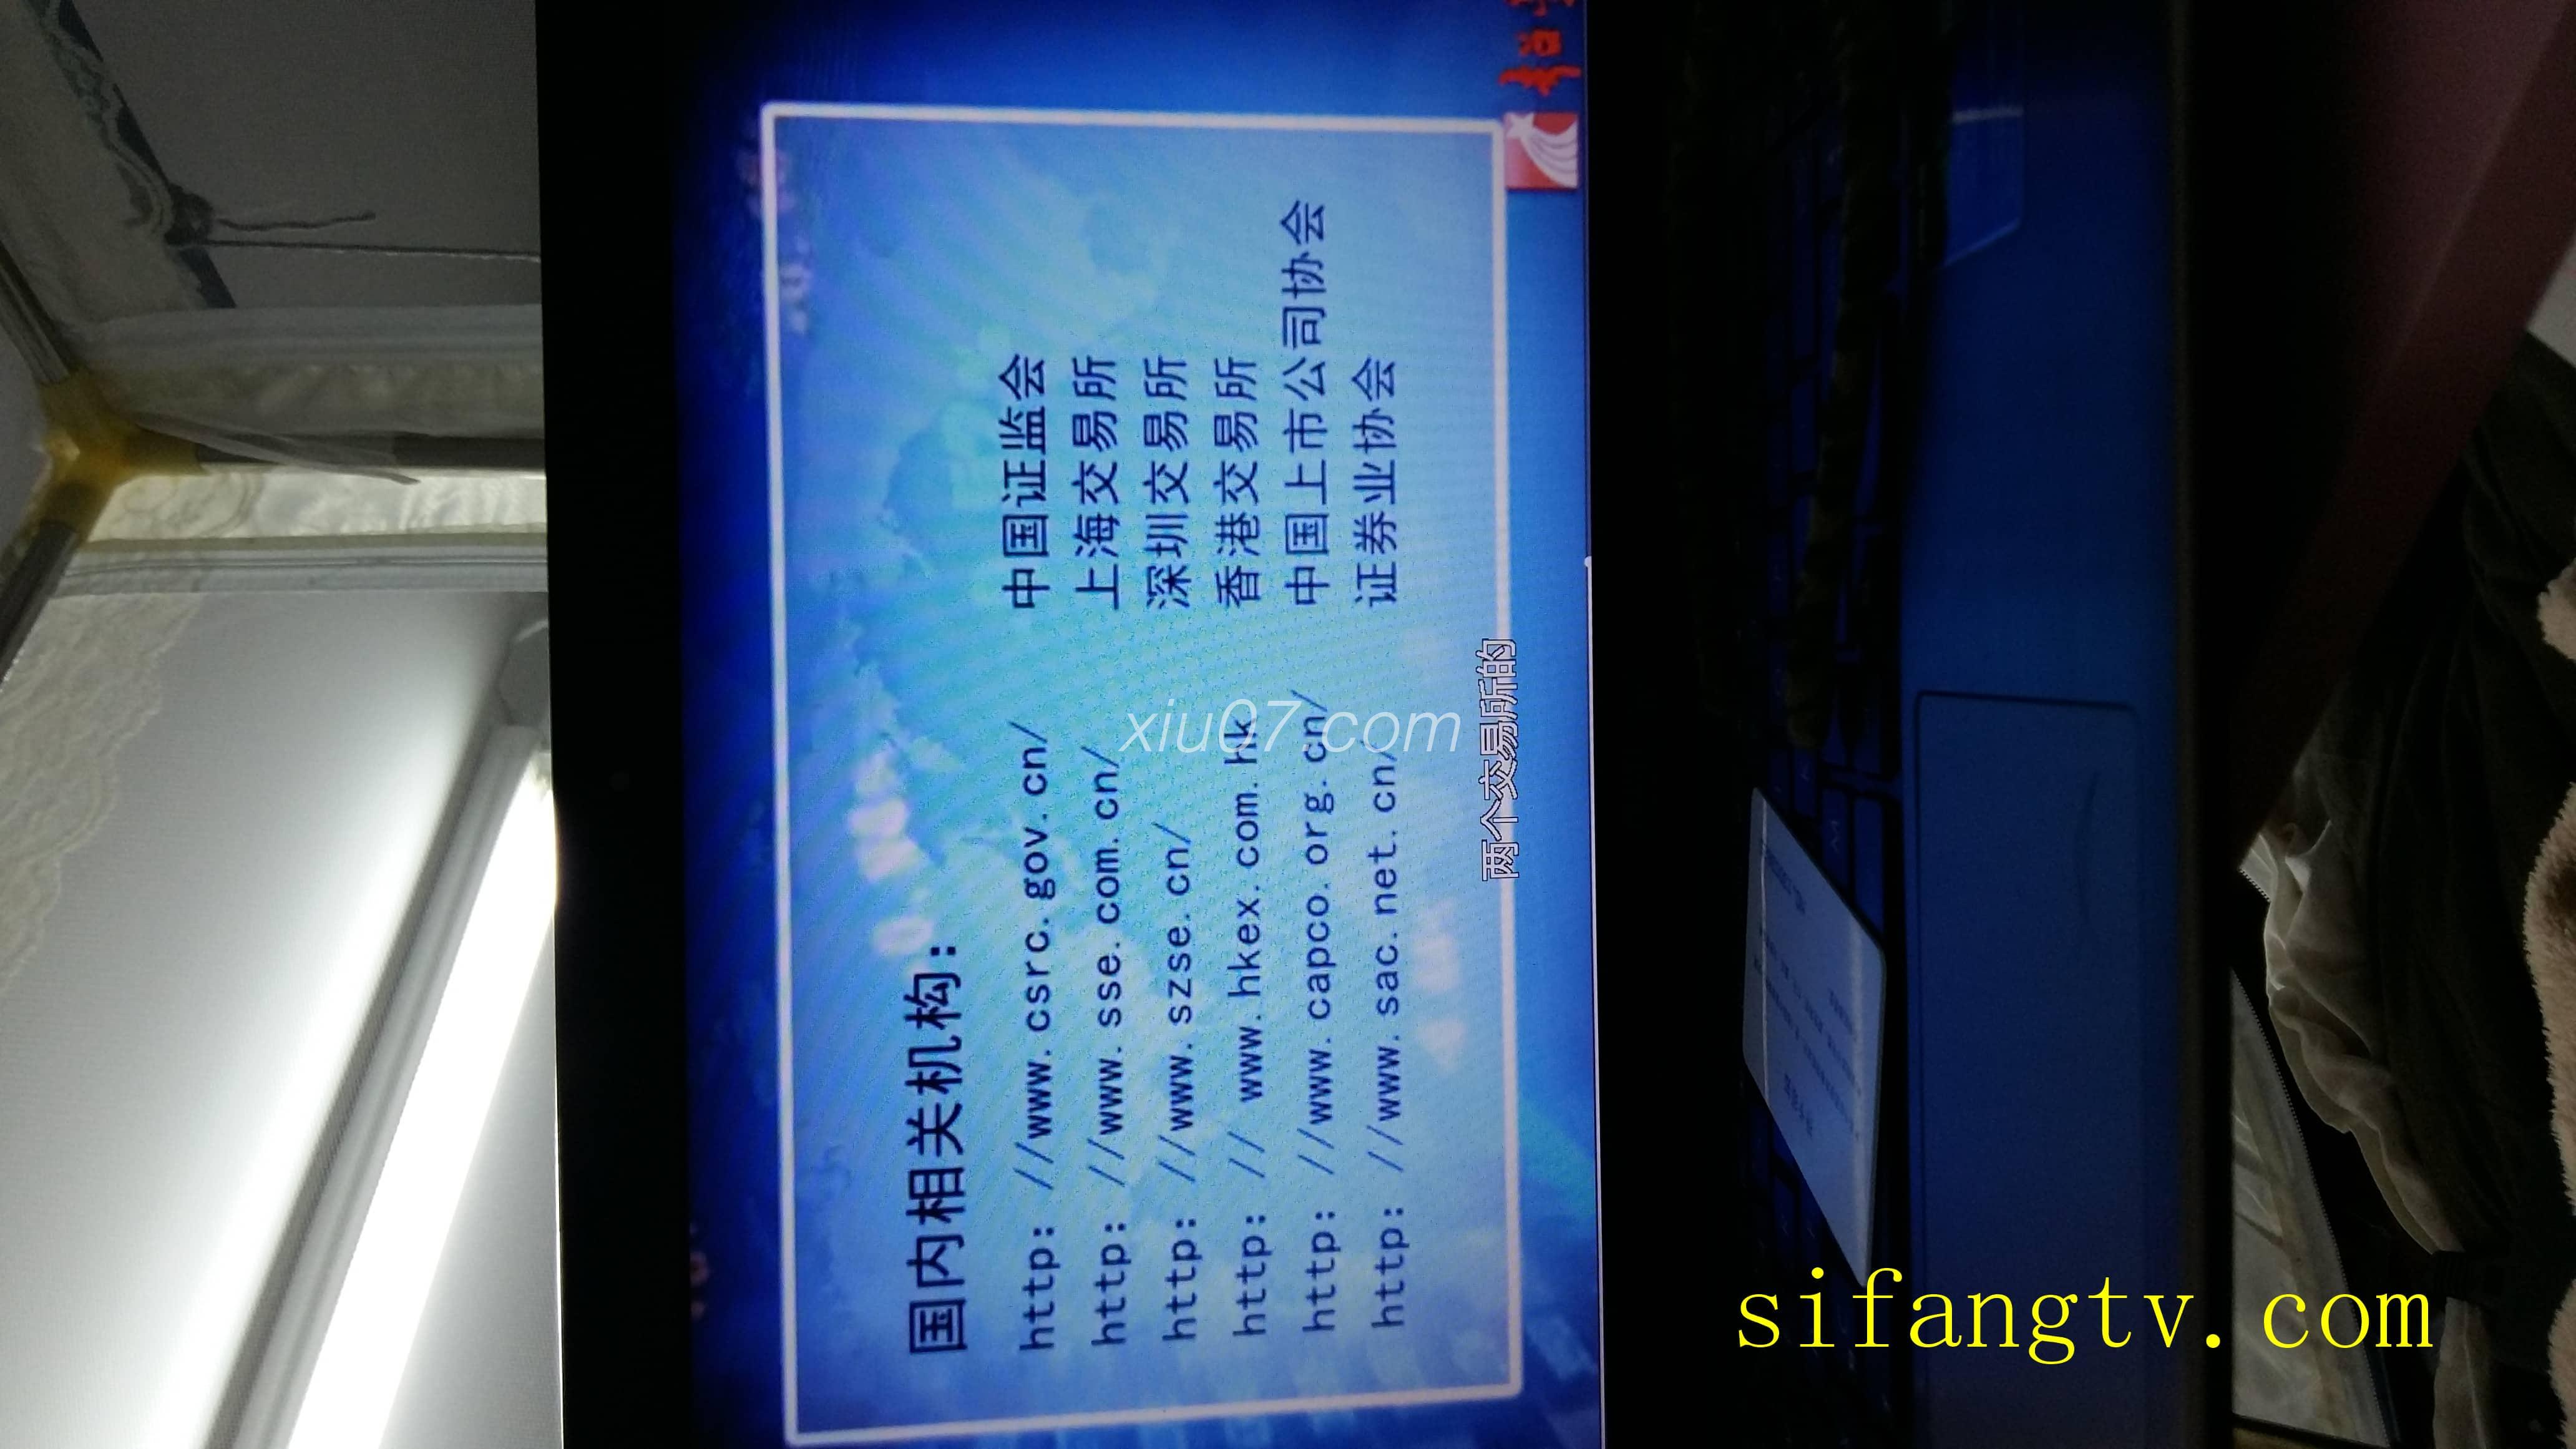 国内相关机构：
http: //www. csrc. gov. cn/ 中国证监会
http: //www. sse. com. cn/ 上海交易所
http: //www. szse. cn/ 深圳交易所
http: // www. hkex. com. hk 香港交易所
http: //www. capco. org. cn/ 中国上市公司协会
http: //www. sac. net. cn/ 证券业协会
两个交易所的
xiu07.com
sifangtv.com